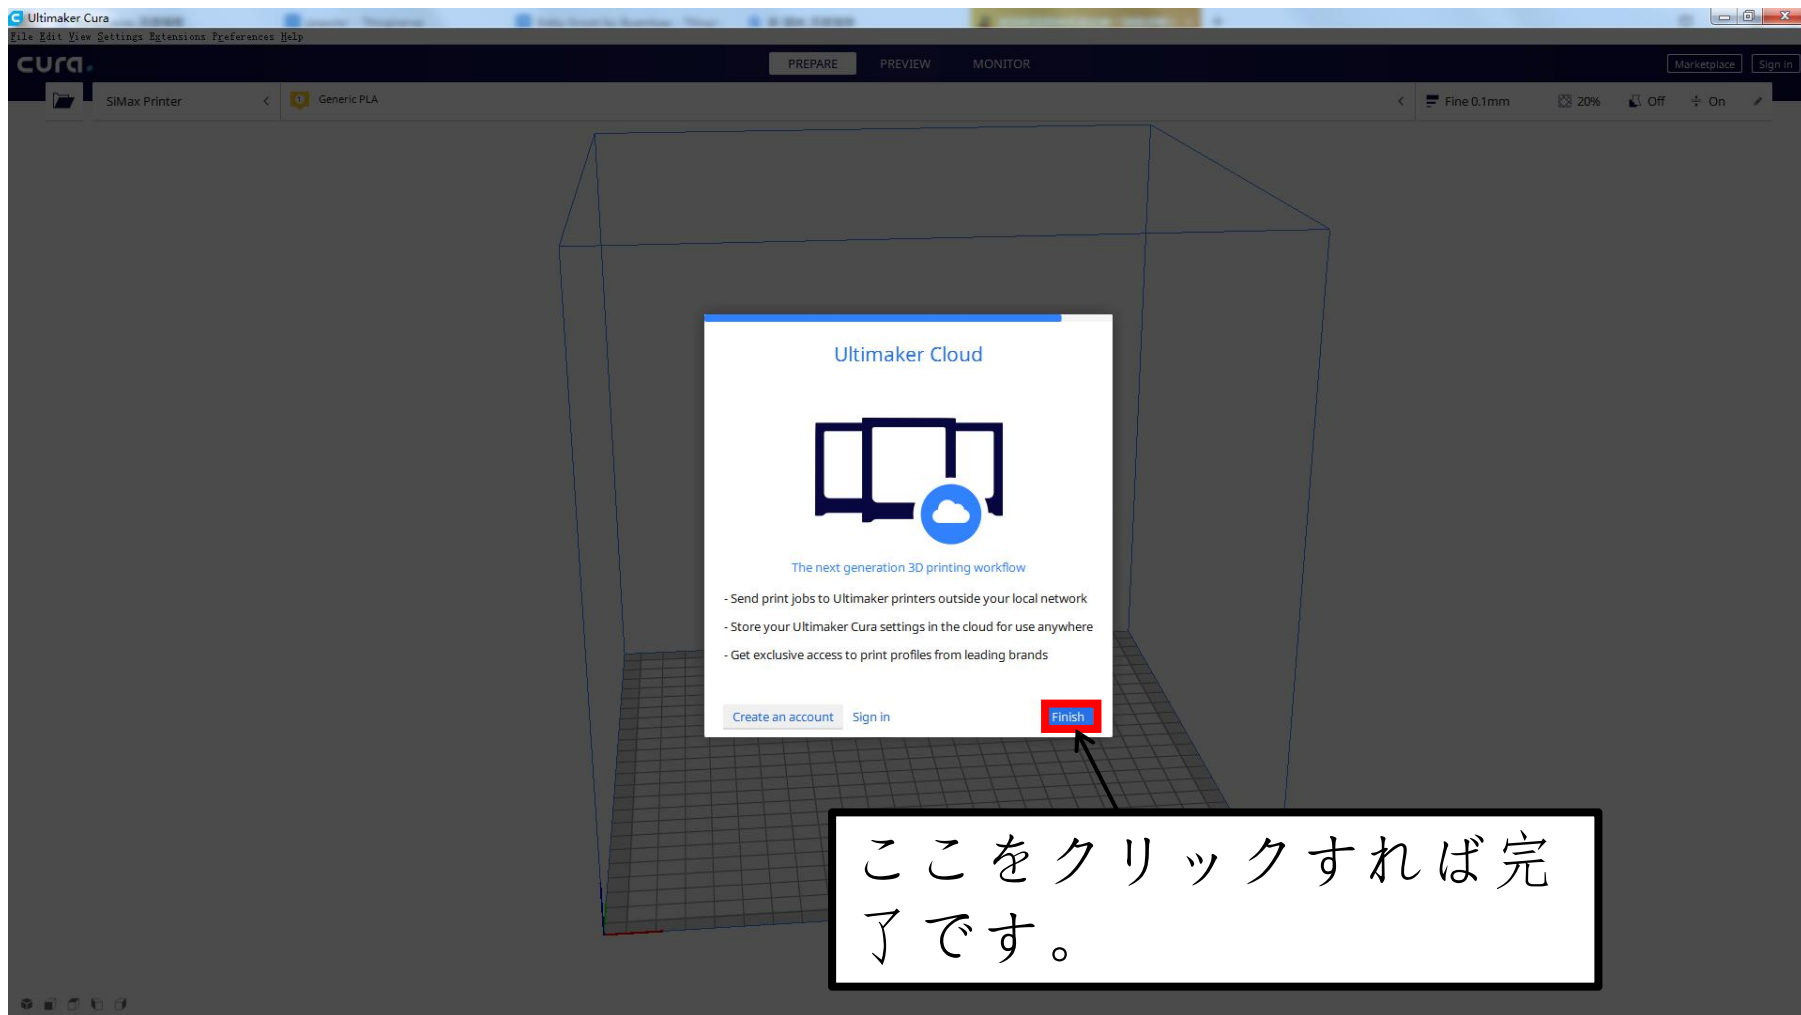 Ultimaker Cura
File Edit View Settings Extensions Preferences Help
cura.
PREPARE PREVIEW MONITOR
Marketplace Sign in
SiMax Printer
1 Generic PLA
Fine 0.1mm 20% Off On
Ultimaker Cloud
The next generation 3D printing workflow
- Send print jobs to Ultimaker printers outside your local network
- Store your Ultimaker Cura settings in the cloud for use anywhere
- Get exclusive access to print profiles from leading brands
Create an account Sign in Finish
ここをクリックすれば完
了です。